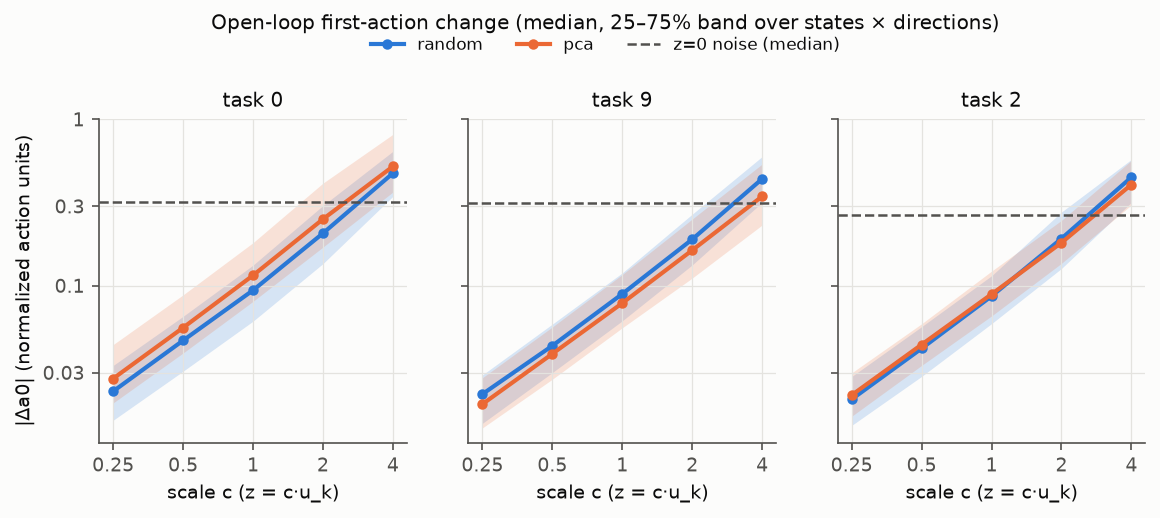 Open-loop first-action change (median, 25–75% band over states × directions)
random pca z=0 noise (median)
task 0 task 9 task 2
|Δa0| (normalized action units)
1
0.3
0.1
0.03
0.25 0.5 1 2 4 0.25 0.5 1 2 4 0.25 0.5 1 2 4
scale c (z = c·u_k) scale c (z = c·u_k) scale c (z = c·u_k)